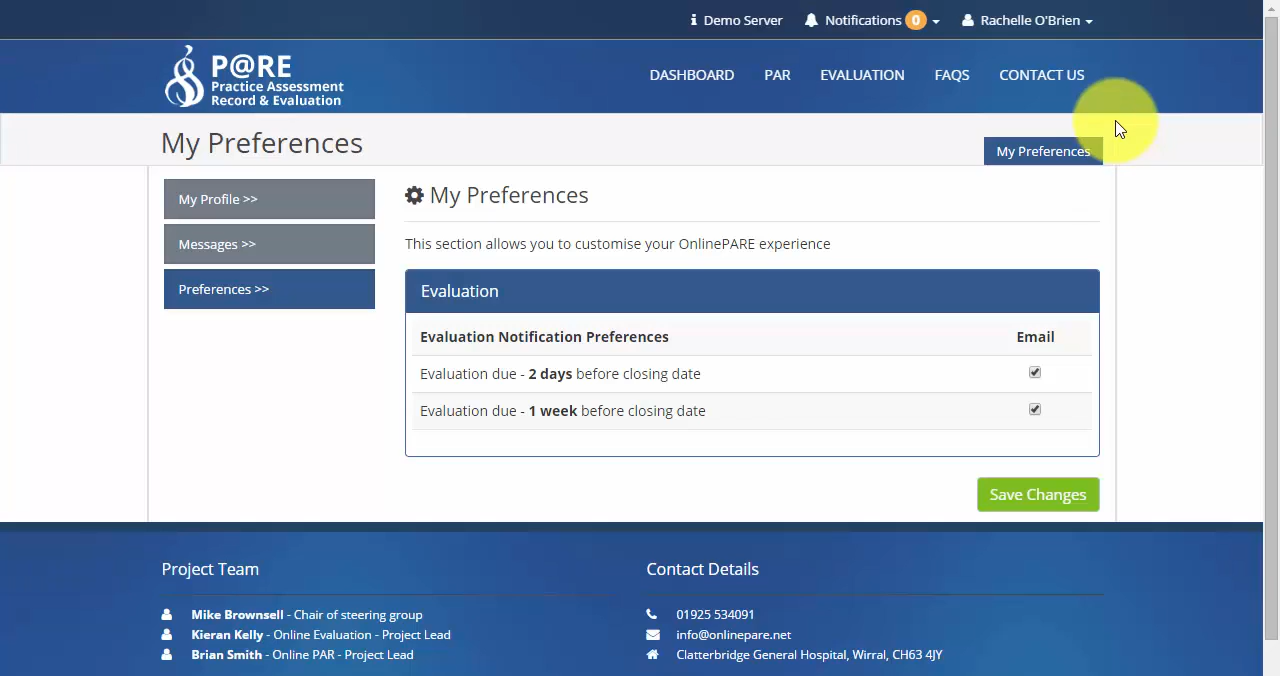 Demo Server Notifications 0 Rachelle O'Brien
P@RE
Practice Assessment
Record & Evaluation
DASHBOARD PAR EVALUATION FAQS CONTACT US
My Preferences
My Preferences
My Profile >>
Messages >>
Preferences >>
My Preferences
This section allows you to customise your OnlinePARE experience
Evaluation
Evaluation Notification Preferences Email
Evaluation due - 2 days before closing date
Evaluation due - 1 week before closing date
Save Changes
Project Team
Mike Brownsell - Chair of steering group
Kieran Kelly - Online Evaluation - Project Lead
Brian Smith - Online PAR - Project Lead
Contact Details
01925 534091
info@onlinepare.net
Clatterbridge General Hospital, Wirral, CH63 4JY